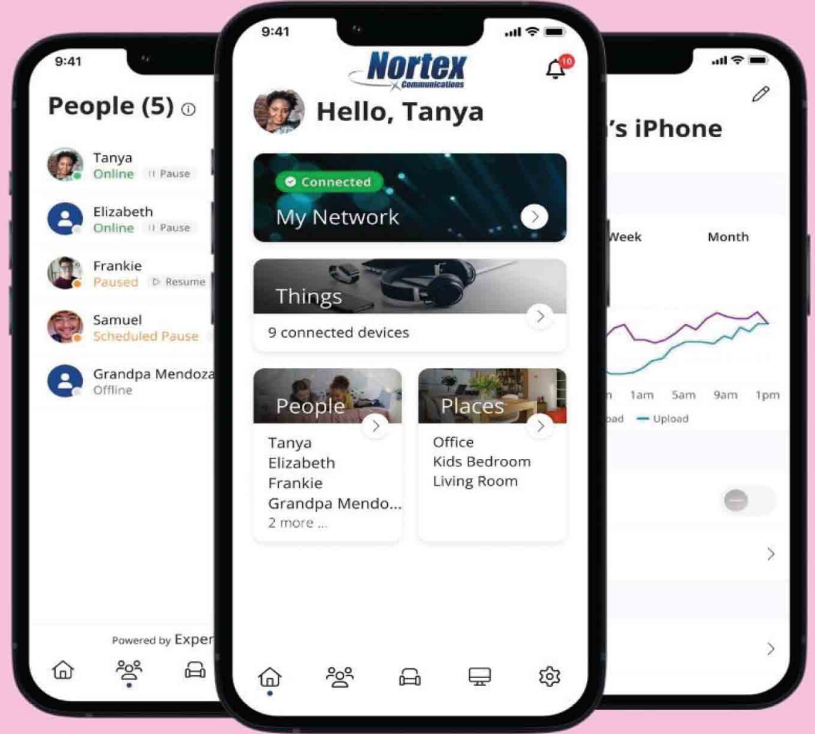 9:41
People (5)
Tanya
Online
Pause
Elizabeth
Online
Pause
Frankie
Paused
Resume
Samuel
Scheduled Pause
Grandpa Mendoza
Offline
Powered by Exper
9:41
Nortex
Communications
10
Hello, Tanya
Connected
My Network
Things
9 connected devices
People
Tanya
Elizabeth
Frankie
Grandpa Mendo...
2 more ...
Places
Office
Kids Bedroom
Living Room
's iPhone
Week Month
1am 5am 9am 1pm
Upload